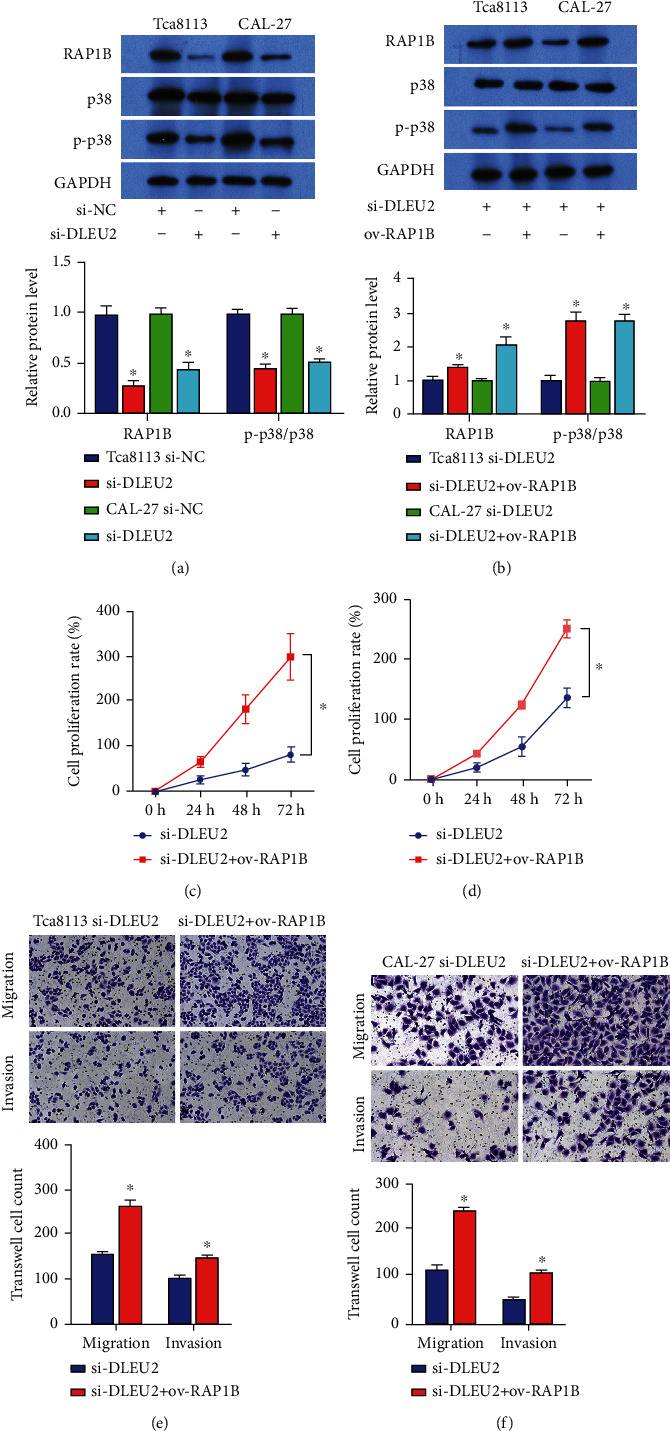 Tca8113 CAL-27
RAP1B
p38
p-p38
GAPDH
si-NC + − + −
si-DLEU2 − + − +
Relative protein level
1.5
1.0
0.5
0.0
* * * *
RAP1B p-p38/p38
Tca8113 si-NC
si-DLEU2
CAL-27 si-NC
si-DLEU2
(a)
Tca8113 CAL-27
RAP1B
p38
p-p38
GAPDH
si-DLEU2 + + + +
ov-RAP1B − + − +
Relative protein level
4
3
2
1
0
* * * *
RAP1B p-p38/p38
Tca8113 si-DLEU2
si-DLEU2+ov-RAP1B
CAL-27 si-DLEU2
si-DLEU2+ov-RAP1B
(b)
Cell proliferation rate (%)
400
300
200
100
0
*
0 h 24 h 48 h 72 h
si-DLEU2
si-DLEU2+ov-RAP1B
(c)
Cell proliferation rate (%)
300
200
100
0
*
0 h 24 h 48 h 72 h
si-DLEU2
si-DLEU2+ov-RAP1B
(d)
Tca8113 si-DLEU2 si-DLEU2+ov-RAP1B
Migration
Invasion
Transwell cell count
400
300
200
100
0
* *
Migration Invasion
si-DLEU2
si-DLEU2+ov-RAP1B
(e)
CAL-27 si-DLEU2 si-DLEU2+ov-RAP1B
Migration
Invasion
Transwell cell count
300
200
100
0
* *
Migration Invasion
si-DLEU2
si-DLEU2+ov-RAP1B
(f)